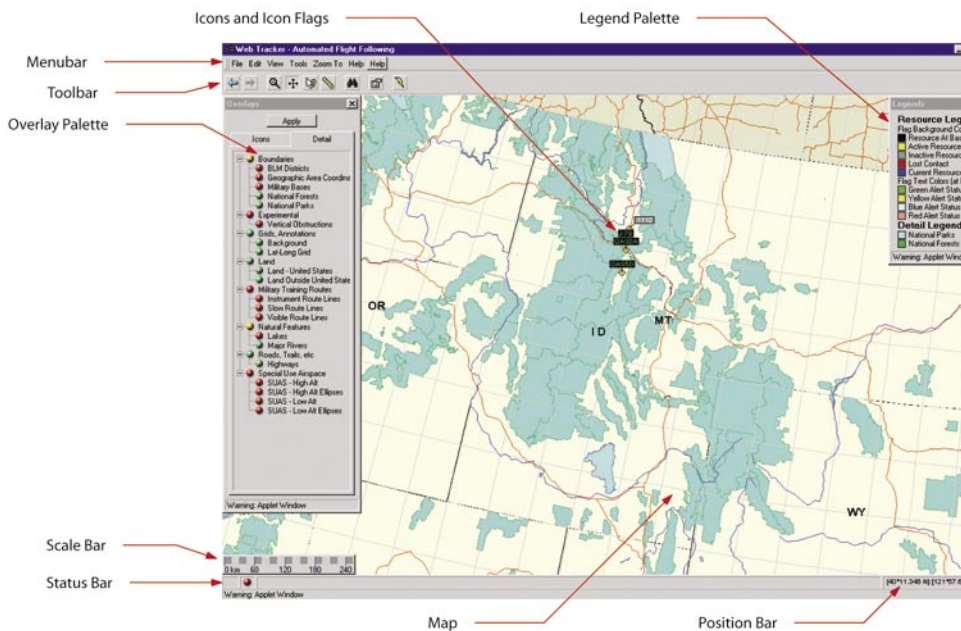 Icons and Icon Flags
Legend Palette
Menubar
Toolbar
Overlay Palette
Scale Bar
Status Bar
Map
Position Bar
Web Tracker - Automated Flight Following
File Edit View Tools Zoom To Help Help
Overlays
Apply
Icons Detail
Boundaries
BLM Districts
Geographic Area Coordina
Military Bases
National Forests
National Parks
Experimental
Vertical Obstructions
Grids, Annotations
Background
Lat-Long Grid
Land
Land - United States
Land Outside United State
Military Training Routes
Instrument Route Lines
Slow Route Lines
Visible Route Lines
Natural Features
Lakes
Major Rivers
Roads, Trails, etc
Highways
Special Use Airspace
SUAS - High Alt
SUAS - High Alt Ellipses
SUAS - Low Alt
SUAS - Low Alt Ellipses
Warning: Applet Window
OR
ID
MT
WY
Legends
Resource Leg
Flag Background Co
Resource At Bas
Active Resource
Inactive Resourc
Lost Contact
Current Resourc
Flag Text Colors (at
Green Alert Statu
Yellow Alert Statu
Blue Alert Status
Red Alert Status
Detail Legend
National Parks
National Forests
Warning: Applet Wind
0 km 60 120 180 240
Warning: Applet Window